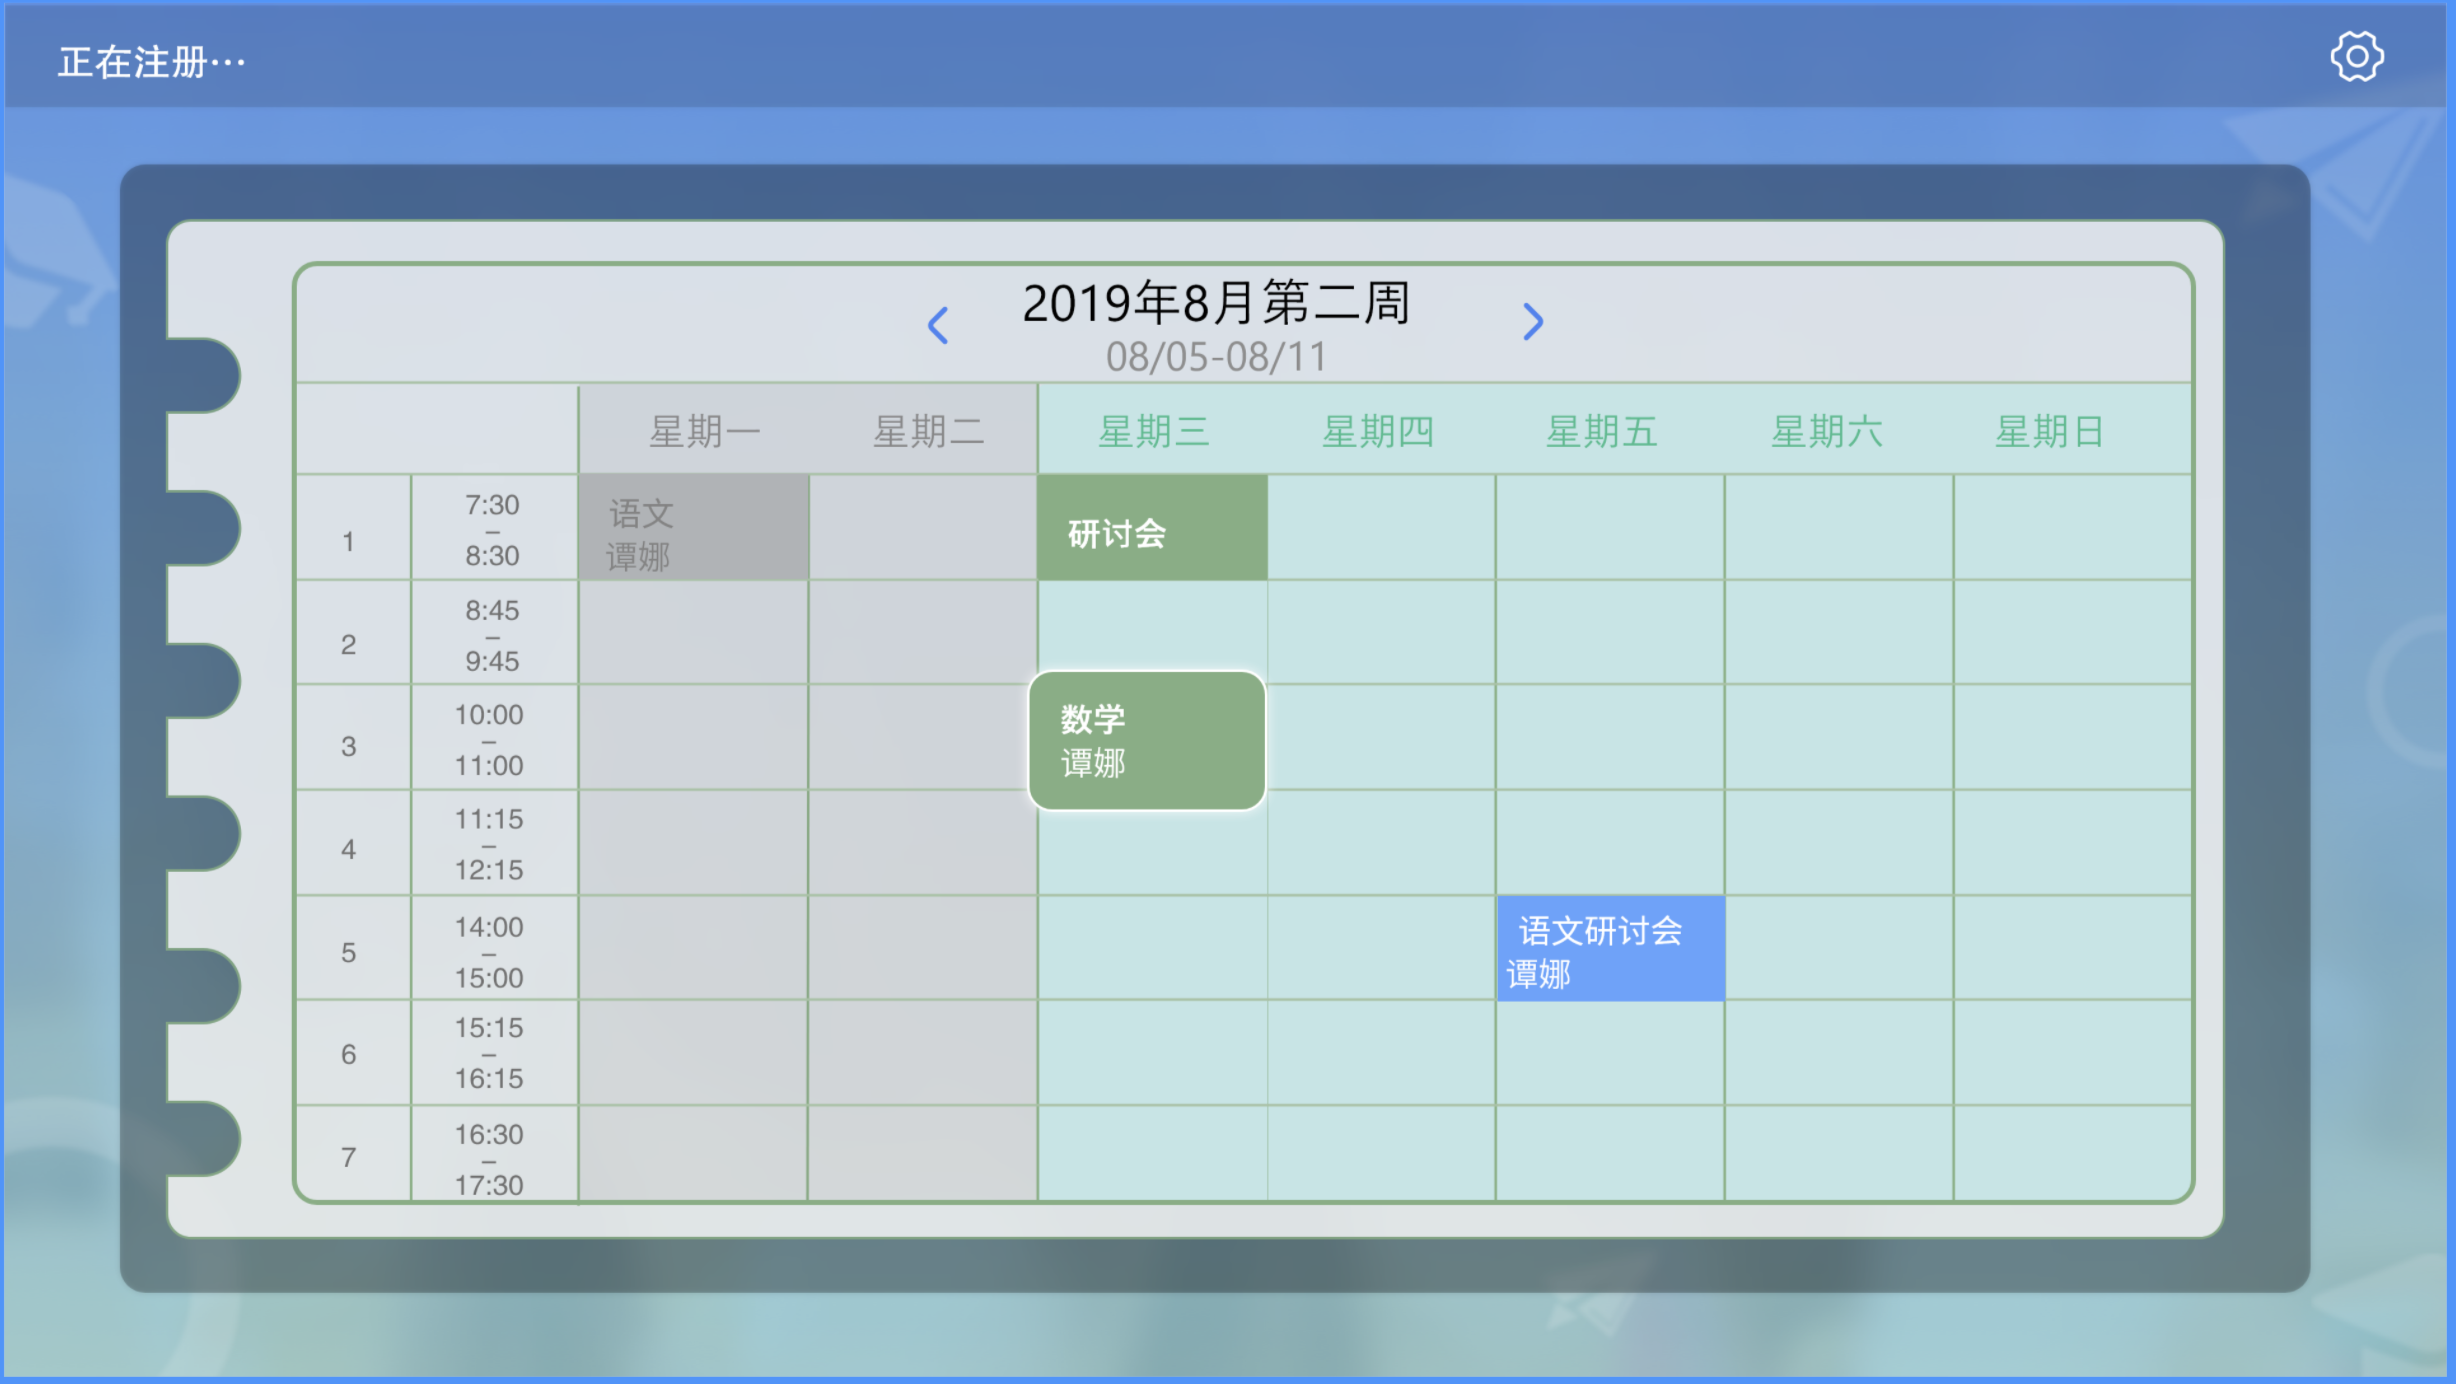 正在注册…
2019年8月第二周
08/05-08/11
星期一 星期二 星期三 星期四 星期五 星期六 星期日
1
7:30
–
8:30
语文
谭娜
研讨会
2
8:45
–
9:45
3
10:00
–
11:00
数学
谭娜
4
11:15
–
12:15
5
14:00
–
15:00
语文研讨会
谭娜
6
15:15
–
16:15
7
16:30
–
17:30